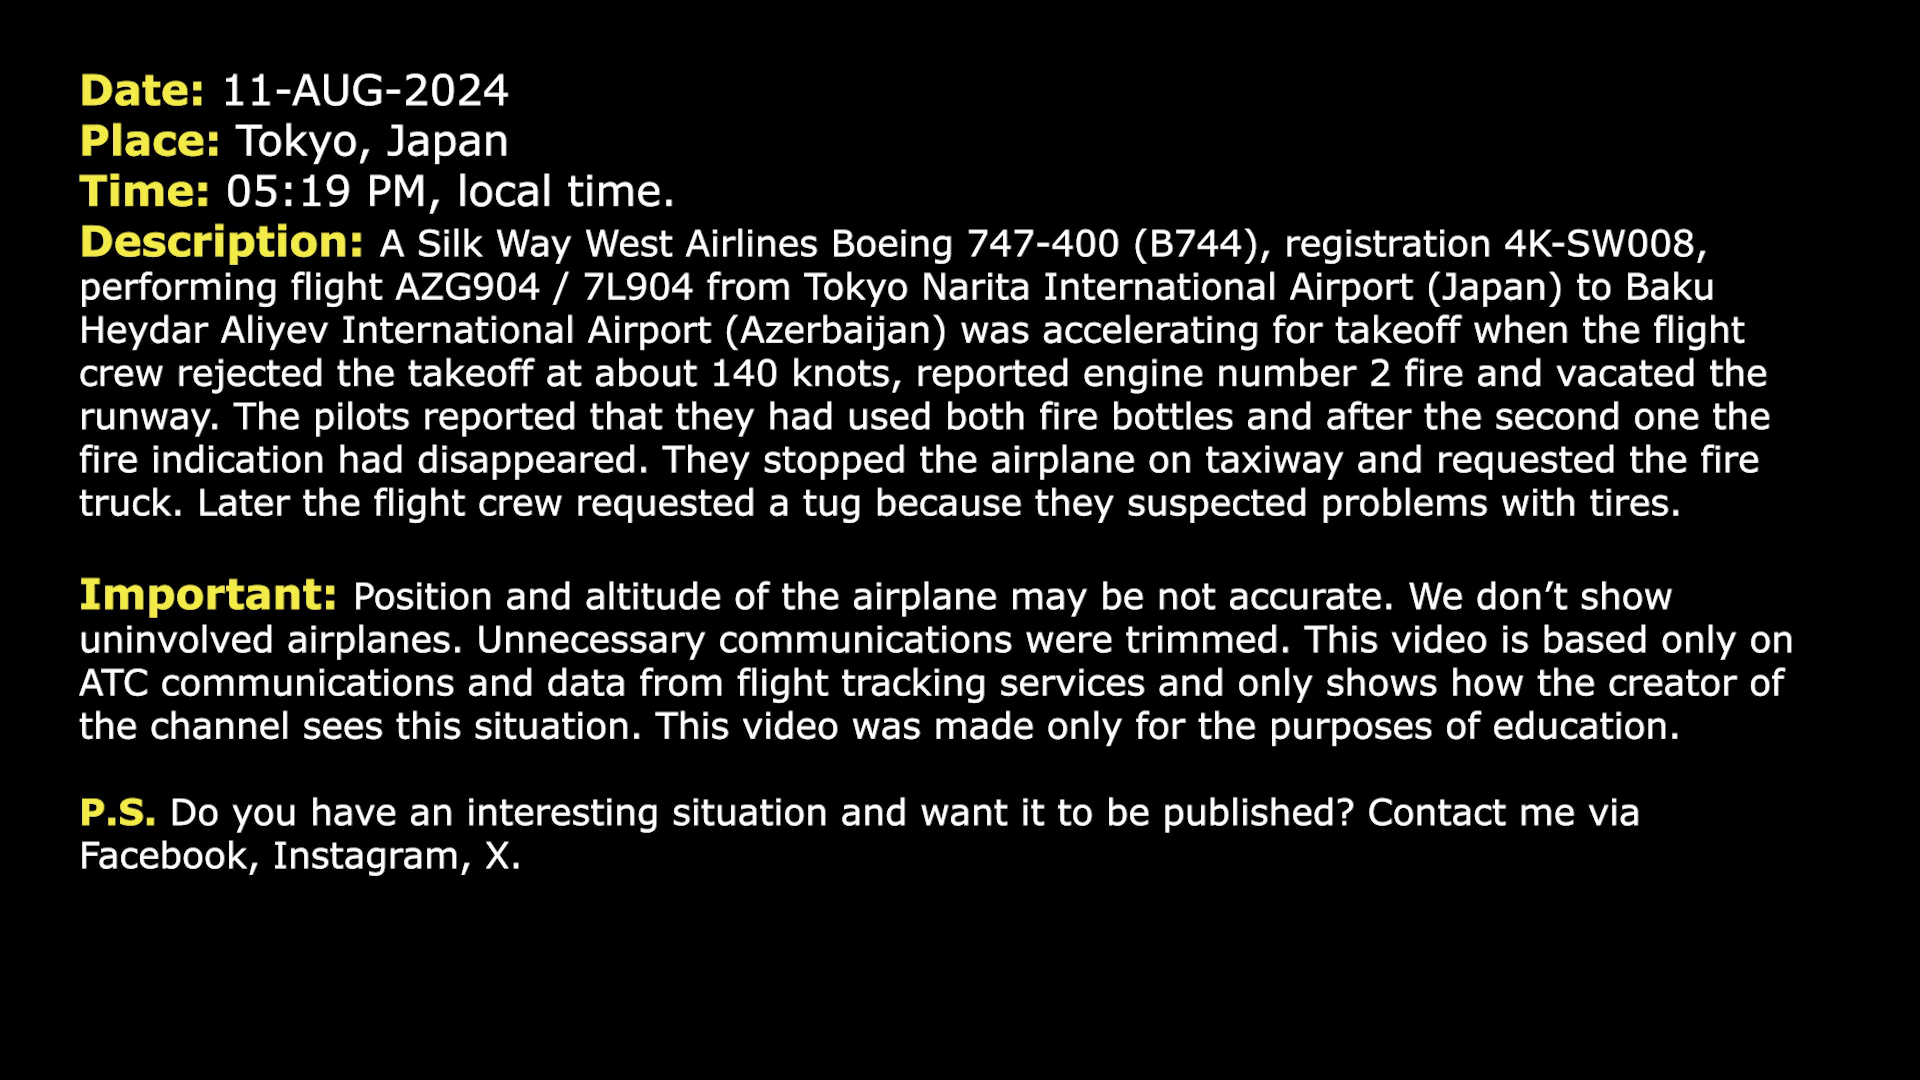 Date: 11-AUG-2024
Place: Tokyo, Japan
Time: 05:19 PM, local time.
Description: A Silk Way West Airlines Boeing 747-400 (B744), registration 4K-SW008,
performing flight AZG904 / 7L904 from Tokyo Narita International Airport (Japan) to Baku
Heydar Aliyev International Airport (Azerbaijan) was accelerating for takeoff when the flight
crew rejected the takeoff at about 140 knots, reported engine number 2 fire and vacated the
runway. The pilots reported that they had used both fire bottles and after the second one the
fire indication had disappeared. They stopped the airplane on taxiway and requested the fire
truck. Later the flight crew requested a tug because they suspected problems with tires.
Important: Position and altitude of the airplane may be not accurate. We don’t show
uninvolved airplanes. Unnecessary communications were trimmed. This video is based only on
ATC communications and data from flight tracking services and only shows how the creator of
the channel sees this situation. This video was made only for the purposes of education.
P.S. Do you have an interesting situation and want it to be published? Contact me via
Facebook, Instagram, X.